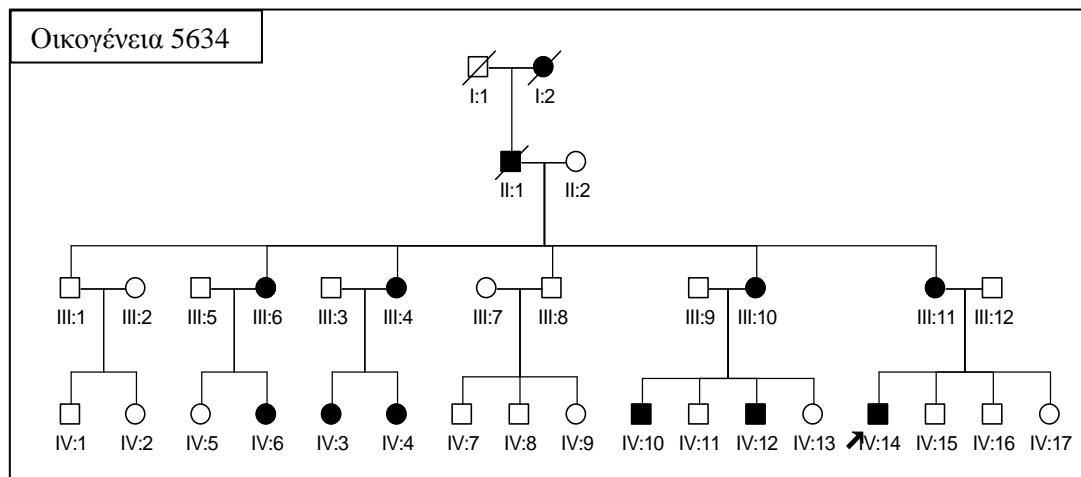 Οικογένεια 5634
I:1 I:2
II:1 II:2
III:1 III:2 III:5 III:6 III:3 III:4 III:7 III:8 III:9 III:10 III:11 III:12
IV:1 IV:2 IV:5 IV:6 IV:3 IV:4 IV:7 IV:8 IV:9 IV:10 IV:11 IV:12 IV:13 IV:14 IV:15 IV:16 IV:17